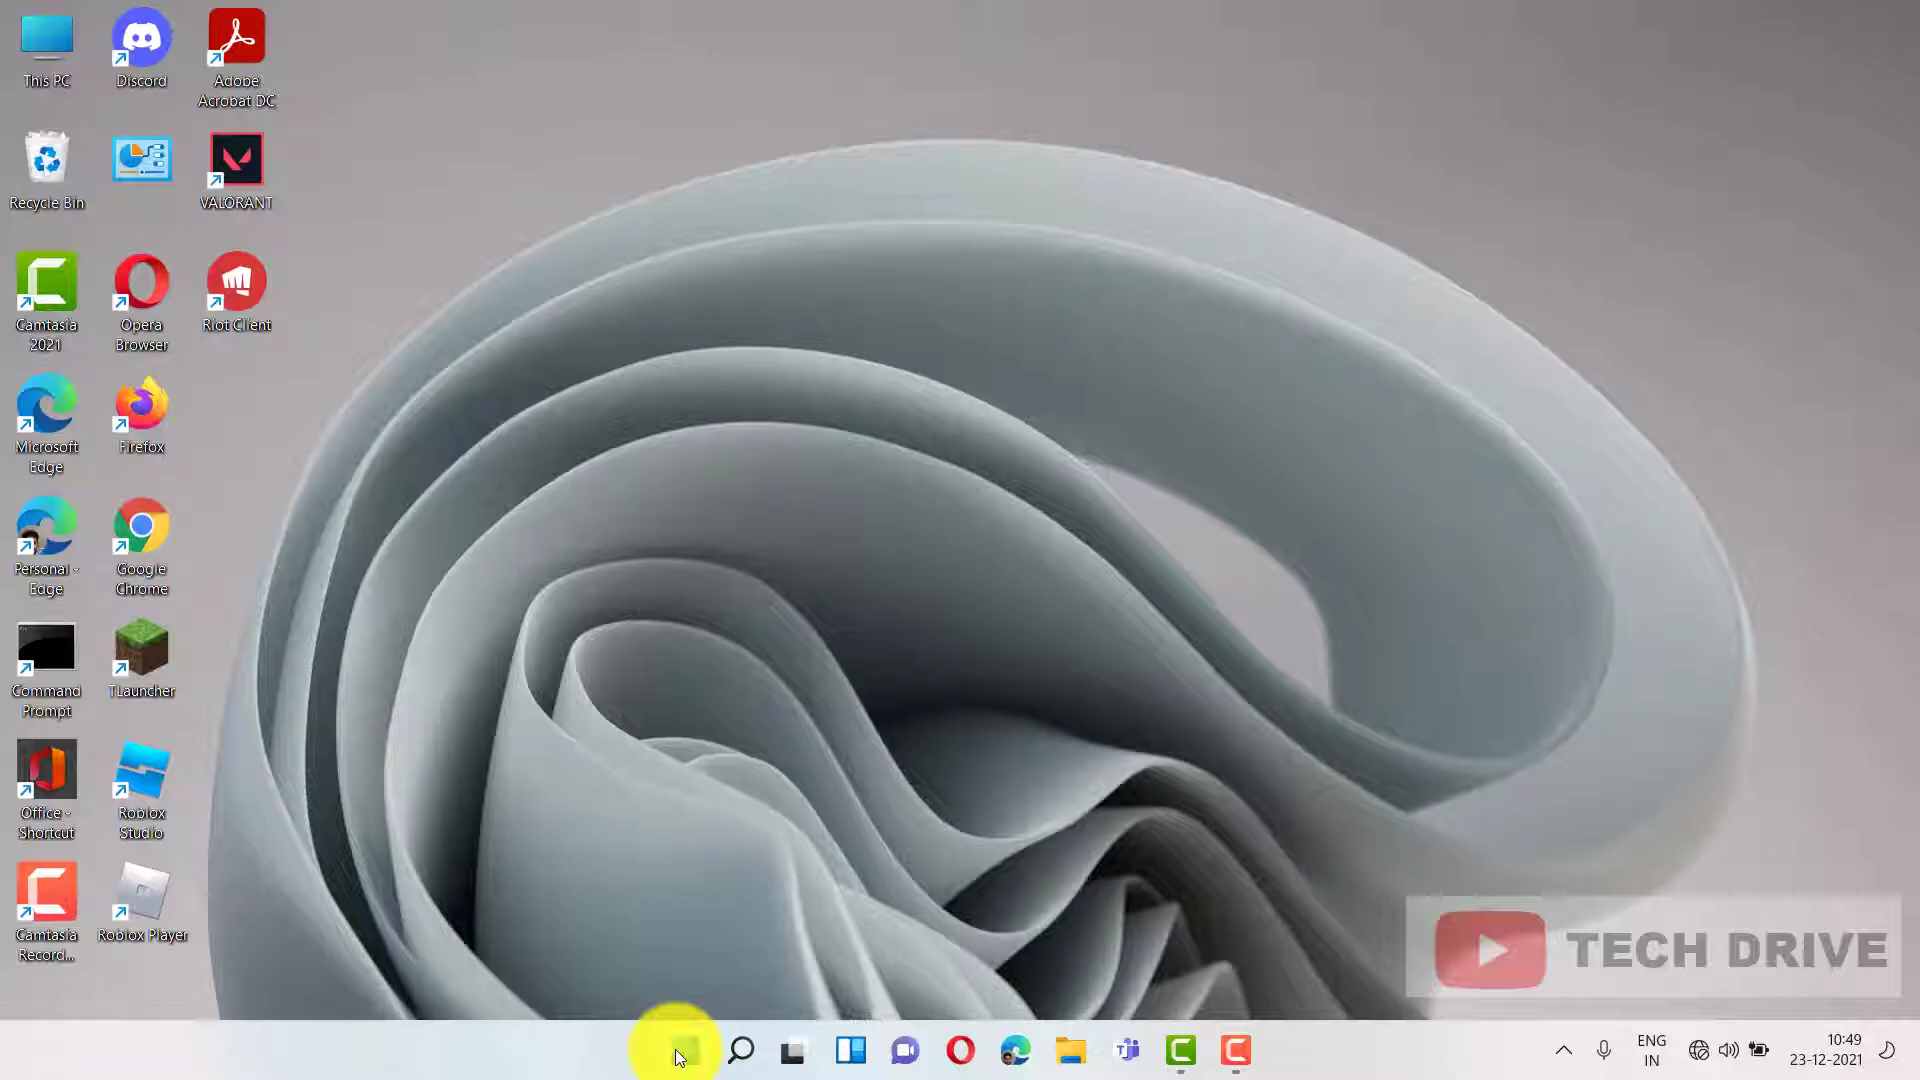 This PC
Discord
Adobe
Acrobat DC
Recycle Bin
VALORANT
Camtasia
2021
Opera
Browser
Riot Client
Microsoft
Edge
Firefox
Personal -
Edge
Google
Chrome
Command
Prompt
TLauncher
Office -
Shortcut
Roblox
Studio
Camtasia
Record...
Roblox Player
TECH DRIVE
ENG
IN
10:49
23-12-2021